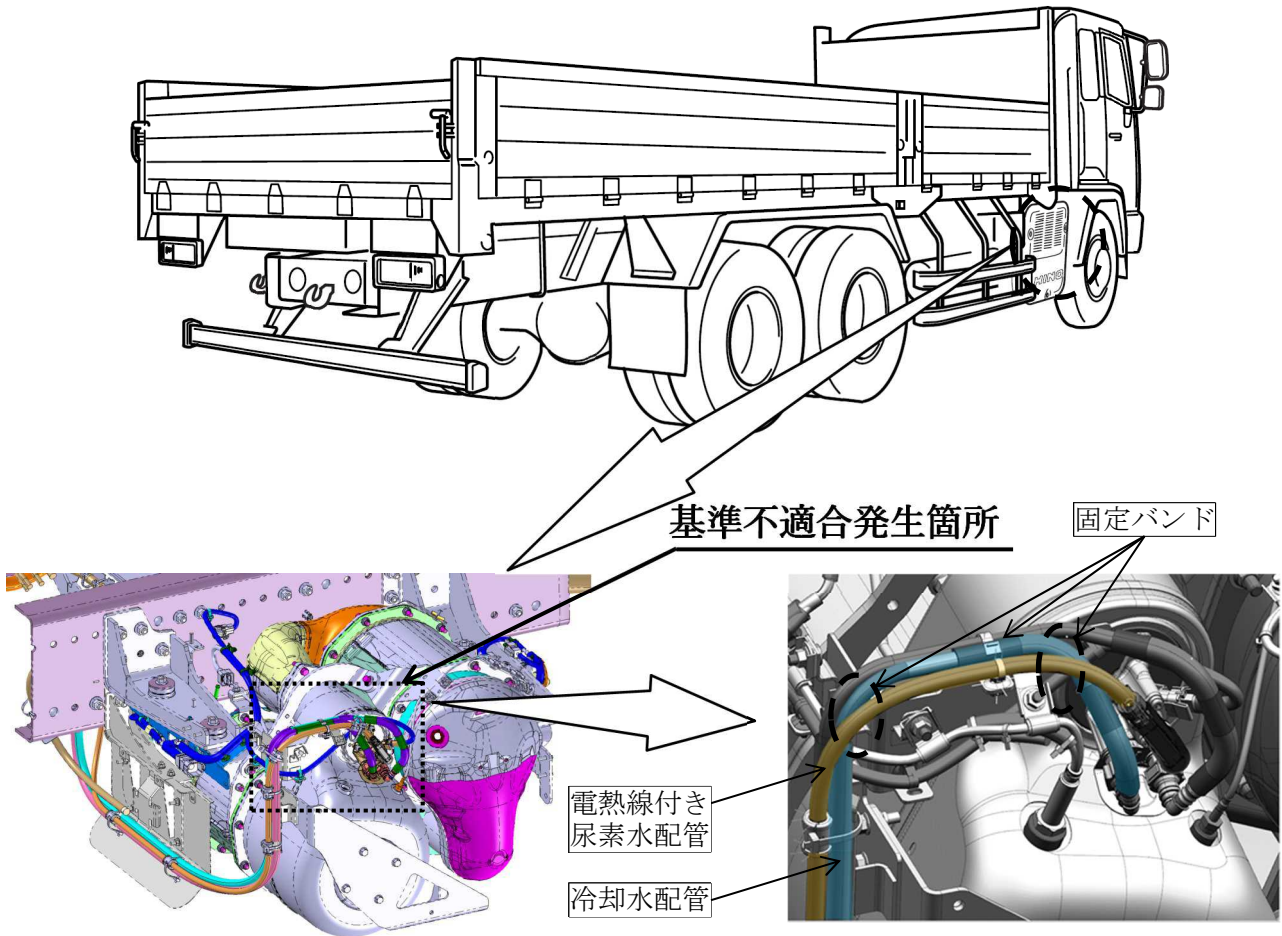 HINO
基準不適合発生箇所
固定バンド
電熱線付き
尿素水配管
冷却水配管